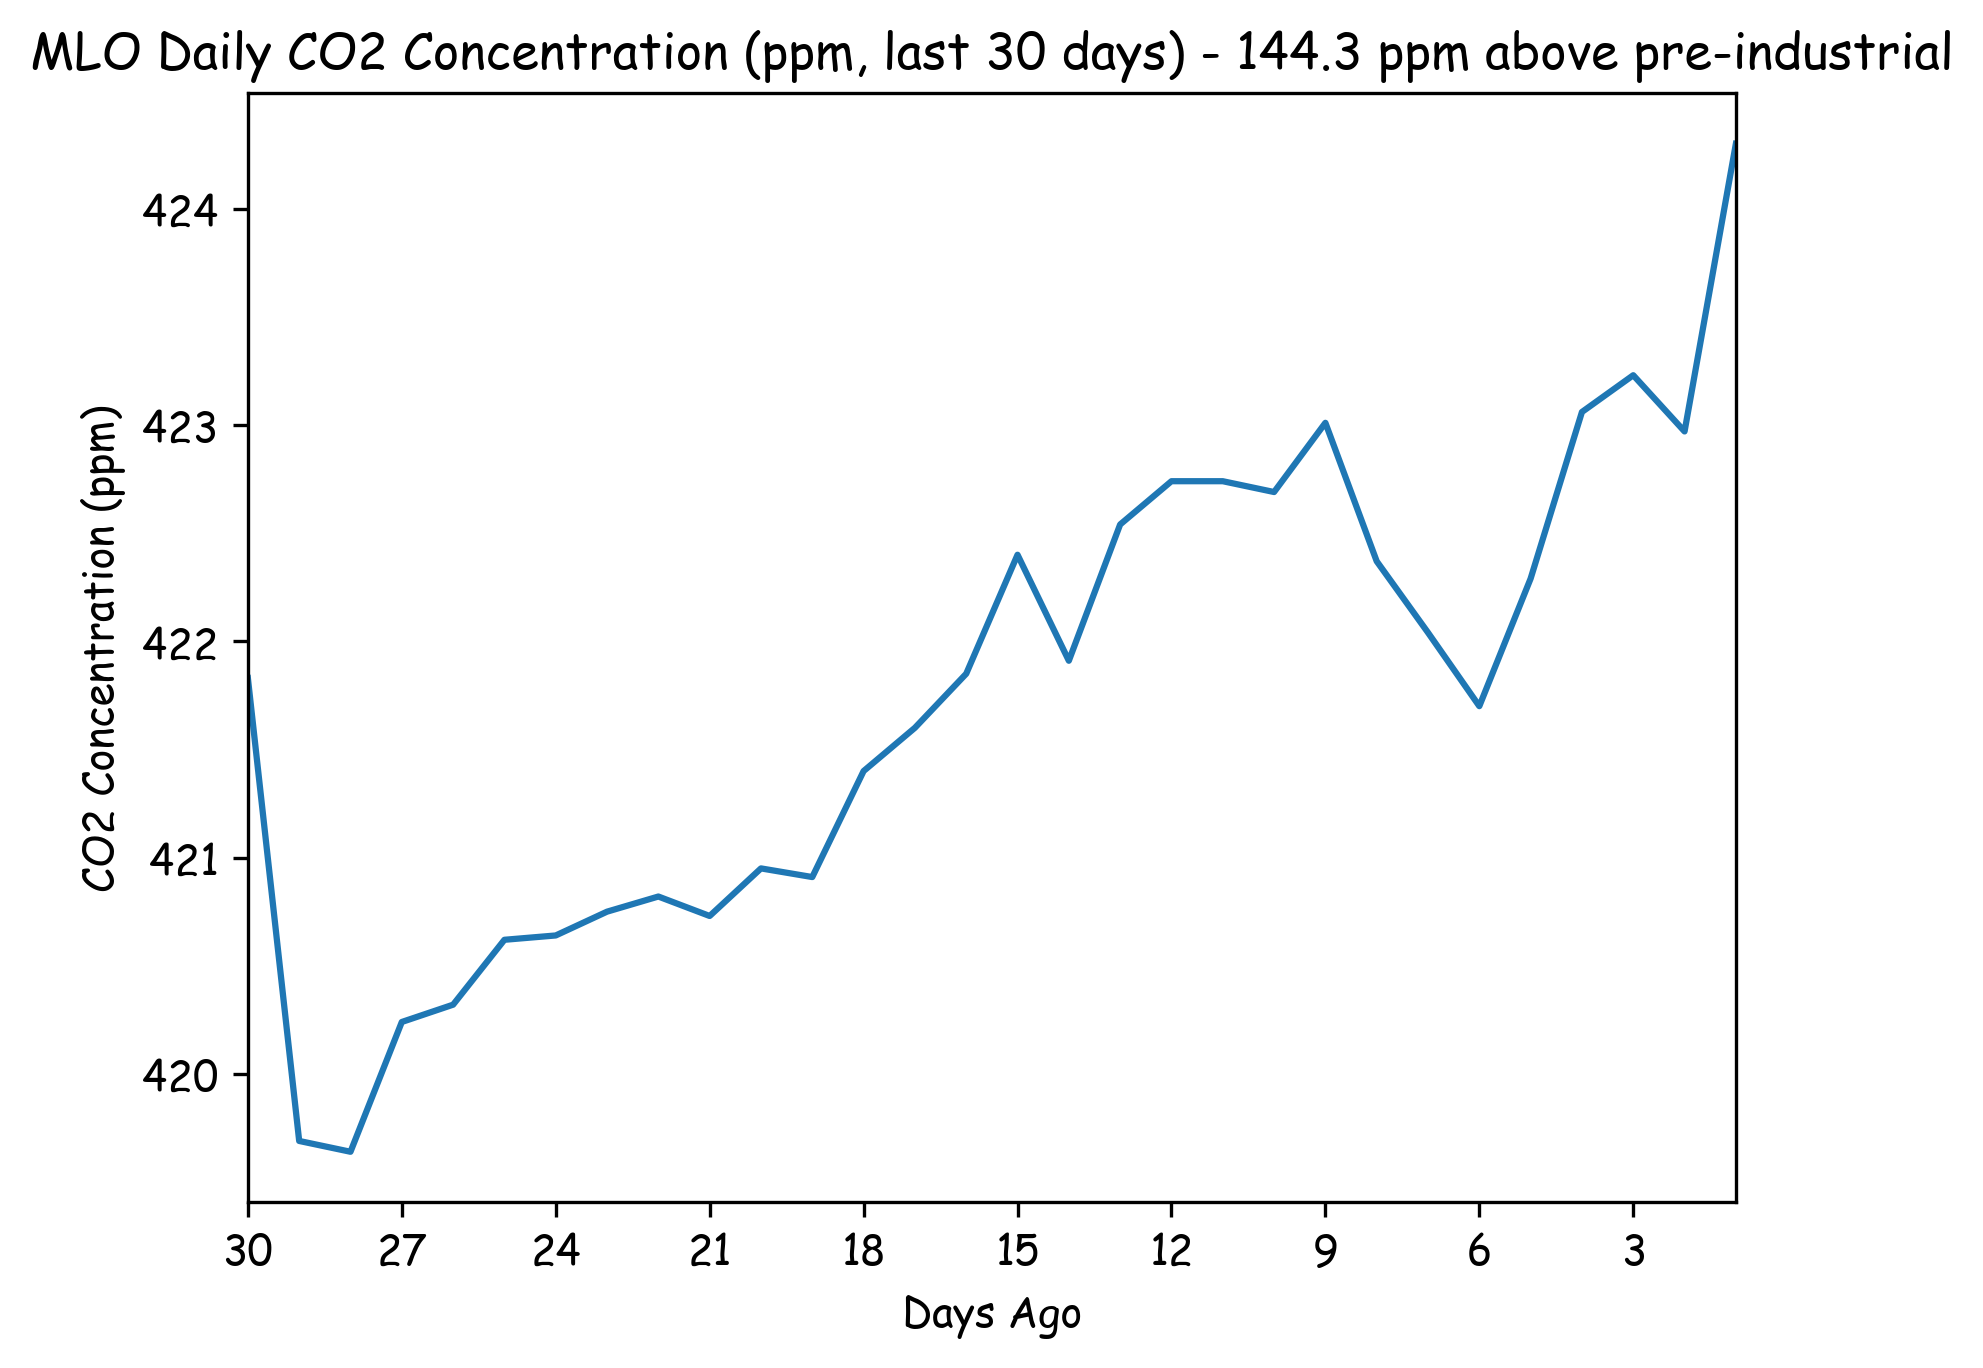 MLO Daily CO2 Concentration (ppm, last 30 days) - 144.3 ppm above pre-industrial
424
423
422
421
420
CO2 Concentration (ppm)
30 27 24 21 18 15 12 9 6 3
Days Ago